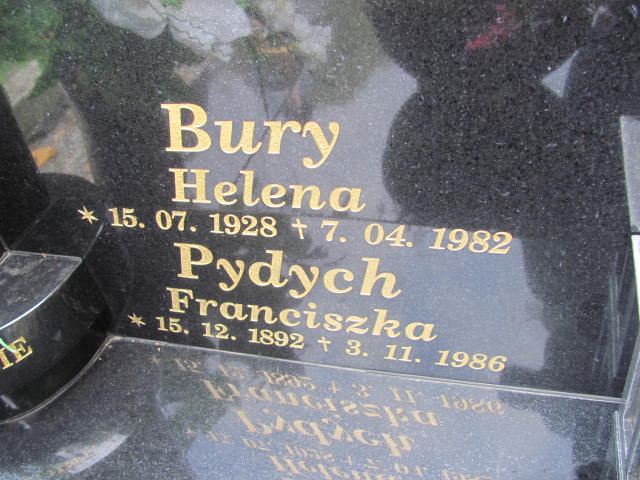 Bury
Helena
* 15. 07. 1928 † 7. 04. 1982
Pydych
Franciszka
* 15. 12. 1892 † 3. 11. 1986